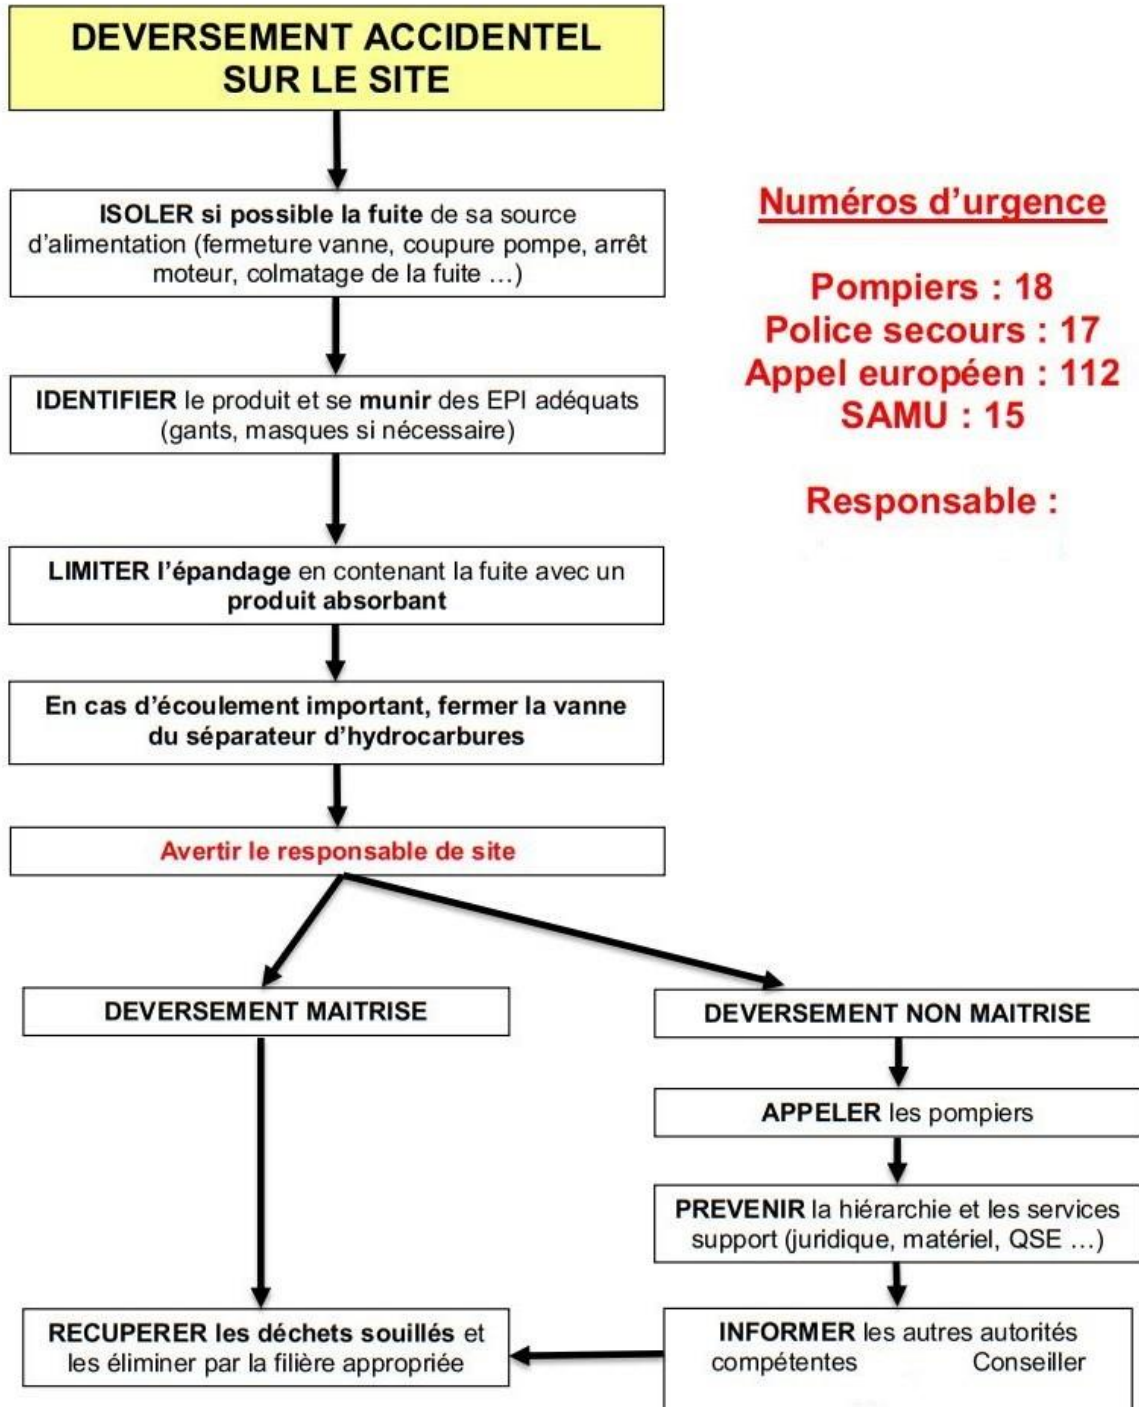 DEVERSEMENT ACCIDENTEL
SUR LE SITE
ISOLER si possible la fuite de sa source
d'alimentation (fermeture vanne, coupure pompe, arrêt
moteur, colmatage de la fuite …)
IDENTIFIER le produit et se munir des EPI adéquats
(gants, masques si nécessaire)
LIMITER l'épandage en contenant la fuite avec un
produit absorbant
En cas d'écoulement important, fermer la vanne
du séparateur d'hydrocarbures
Avertir le responsable de site
Numéros d'urgence
Pompiers : 18
Police secours : 17
Appel européen : 112
SAMU : 15
Responsable :
DEVERSEMENT MAITRISE
DEVERSEMENT NON MAITRISE
APPELER les pompiers
PREVENIR la hiérarchie et les services
support (juridique, matériel, QSE …)
INFORMER les autres autorités
compétentes Conseiller
RECUPERER les déchets souillés et
les éliminer par la filière appropriée